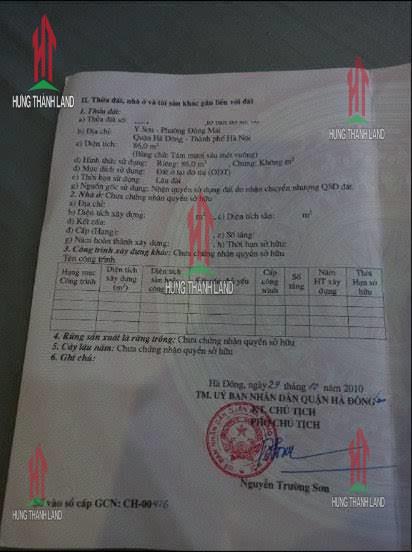 HUNG THÀNH LAND
HUNG THÀNH LAND
II. Thửa đất, nhà ở và tài sản khác gắn liền với đất
1. Thửa đất:
a) Thửa đất số:
b) Địa chỉ: Y Sơn - Phường Đồng Mai
Quận Hà Đông - Thành phố Hà Nội
c) Diện tích: 86,0 m²
(Bằng chữ: Tám mươi sáu mét vuông)
d) Hình thức sử dụng: Riêng: 86,0 m² Chung: Không m²
đ) Mục đích sử dụng: Đất ở tại đô thị (ODT)
e) Thời hạn sử dụng: Lâu dài
g) Nguồn gốc sử dụng: Nhận quyền sử dụng đất do nhận chuyển nhượng QSD đất.
2. Nhà ở: Chưa chứng nhận quyền sở hữu
a) Địa chỉ:
b) Diện tích xây dựng: m², c) Diện tích sàn: m²
d) Kết cấu:
đ) Cấp (Hạng): e) Số tầng:
g) Năm hoàn thành xây dựng: h) Thời hạn sở hữu:
3. Công trình xây dựng khác: Chưa chứng nhận quyền sở hữu
HUNG THÀNH LAND
Tên công trình
Hạng mục Công trình Diện tích xây dựng (m²) Diện tích Cấp công trình Số tầng Năm HT xây dựng Thời Hạn sở hữu
4. Rừng sản xuất là rừng trồng: Chưa chứng nhận quyền sở hữu
5. Cây lâu năm: Chưa chứng nhận quyền sở hữu
6. Ghi chú:
Hà Đông, ngày 29 tháng 10 năm 2010
TM. UỶ BAN NHÂN DÂN QUẬN HÀ ĐÔNG
KT. CHỦ TỊCH
PHÓ CHỦ TỊCH
Nguyễn Trường Sơn
HUNG THÀNH LAND
HUNG THÀNH LAND
Số vào sổ cấp GCN: CH-00